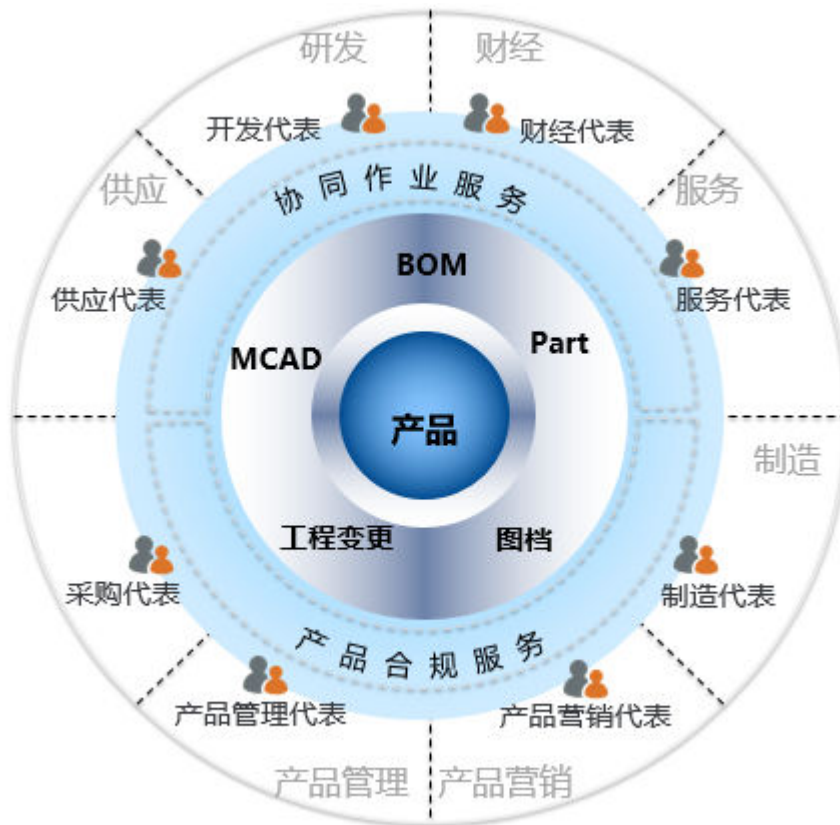 研发
财经
开发代表
财经代表
供应
协同作业服务
服务
供应代表
BOM
服务代表
MCAD
Part
产品
制造
工程变更
图档
采购代表
制造代表
产品合规服务
产品管理代表
产品营销代表
产品管理
产品营销